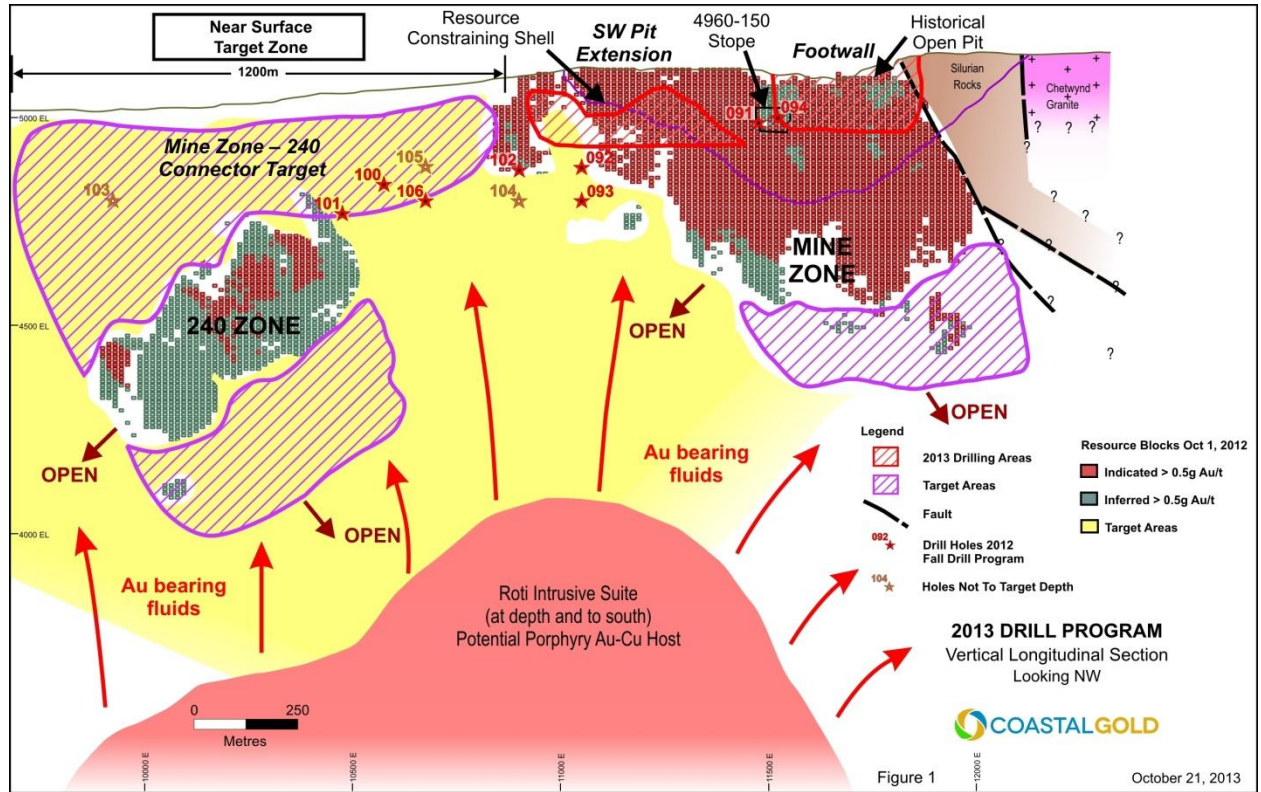 Near Surface
Target Zone
1200m
Resource
Constraining Shell
SW Pit
Extension
4960-150
Stope
Footwall
Historical
Open Pit
Silurian
Rocks
Chetwynd
Granite
5000 EL
4500 EL
4000 EL
Mine Zone – 240
Connector Target
103
101
100
105
106
102
104
092
093
091
094
MINE
ZONE
240 ZONE
OPEN
OPEN
OPEN
OPEN
Au bearing
fluids
Au bearing
fluids
Roti Intrusive Suite
(at depth and to south)
Potential Porphyry Au-Cu Host
? ? ?
?
?
?
?
?
?
?
?
Legend
2013 Drilling Areas
Target Areas
Fault
092
Drill Holes 2012
Fall Drill Program
104
Holes Not To Target Depth
Resource Blocks Oct 1, 2012
Indicated > 0.5g Au/t
Inferred > 0.5g Au/t
Target Areas
2013 DRILL PROGRAM
Vertical Longitudinal Section
Looking NW
COASTALGOLD
0 250
Metres
10000 E
10500 E
11000 E
11500 E
12000 E
Figure 1
October 21, 2013